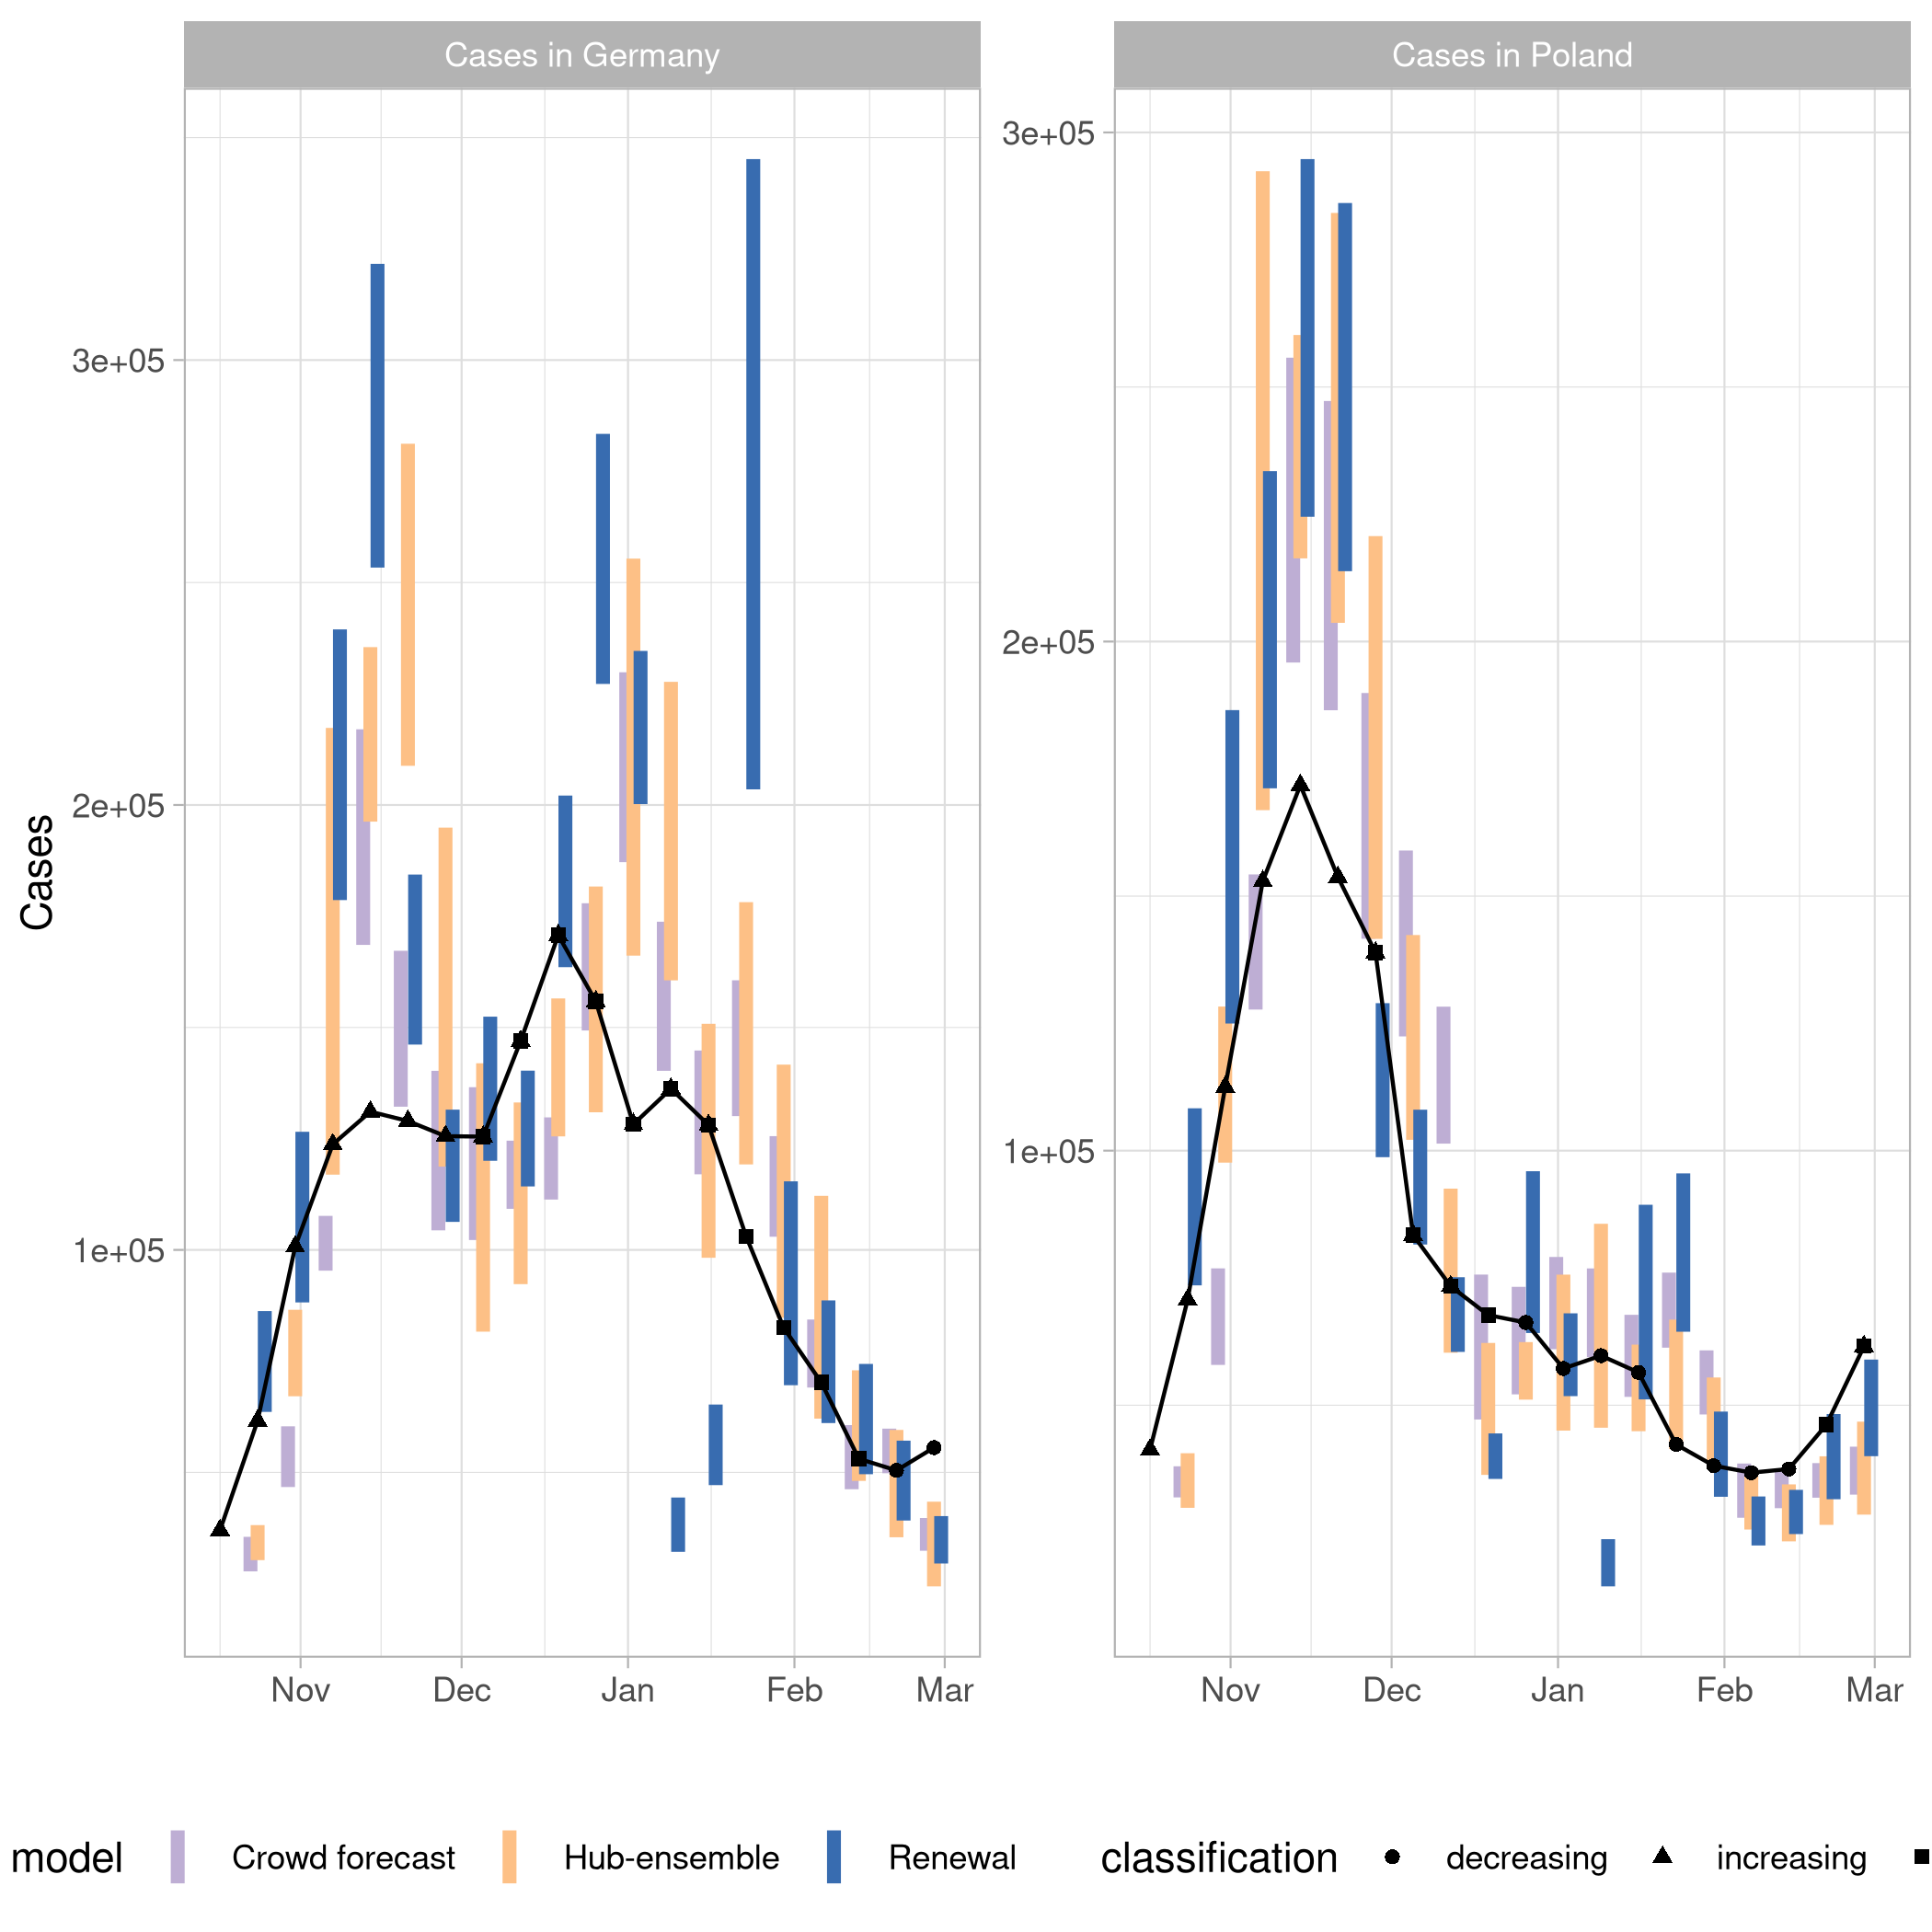 Cases in Germany
Cases in Poland
Cases
3e+05
2e+05
1e+05
3e+05
2e+05
1e+05
Nov Dec Jan Feb Mar
Nov Dec Jan Feb Mar
model Crowd forecast Hub-ensemble Renewal classification decreasing increasing